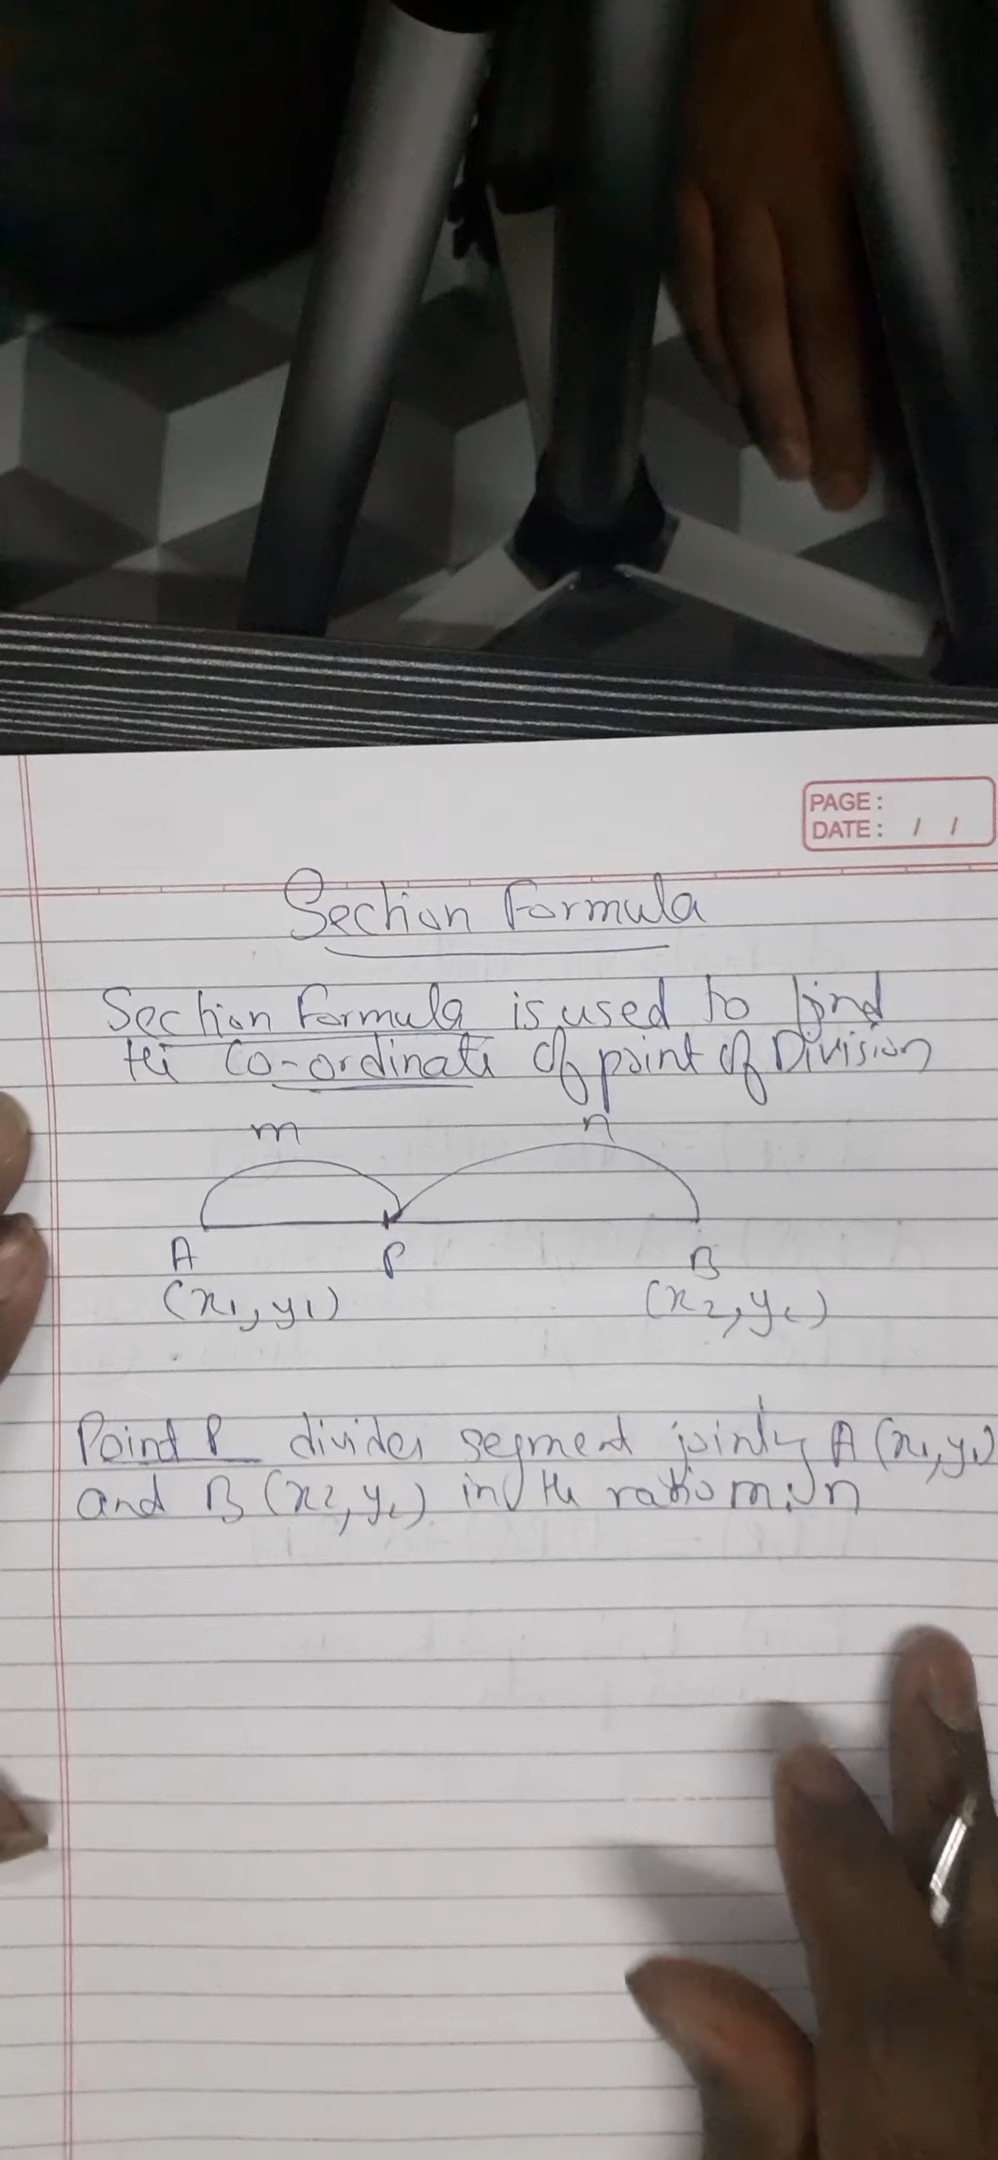 PAGE:
DATE: / /
Section Formula
Section Formula is used to find
the Co-ordinate of point of Division
m n
A P B
(x1, y1) (x2, y2)
Point P divides segment joining A (x1, y1)
and B (x2, y2) in the ratio m:n